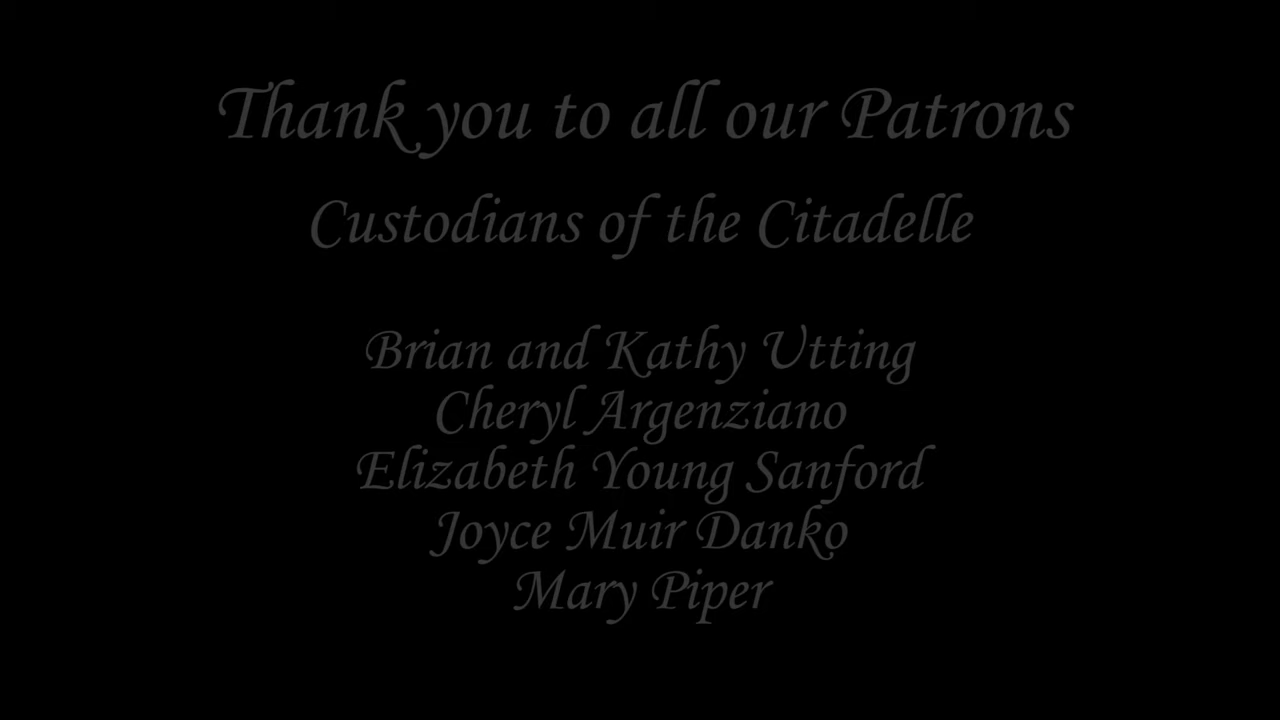 Thank you to all our Patrons
Custodians of the Citadelle
Brian and Kathy Utting
Cheryl Argenziano
Elizabeth Young Sanford
Joyce Muir Danko
Mary Piper